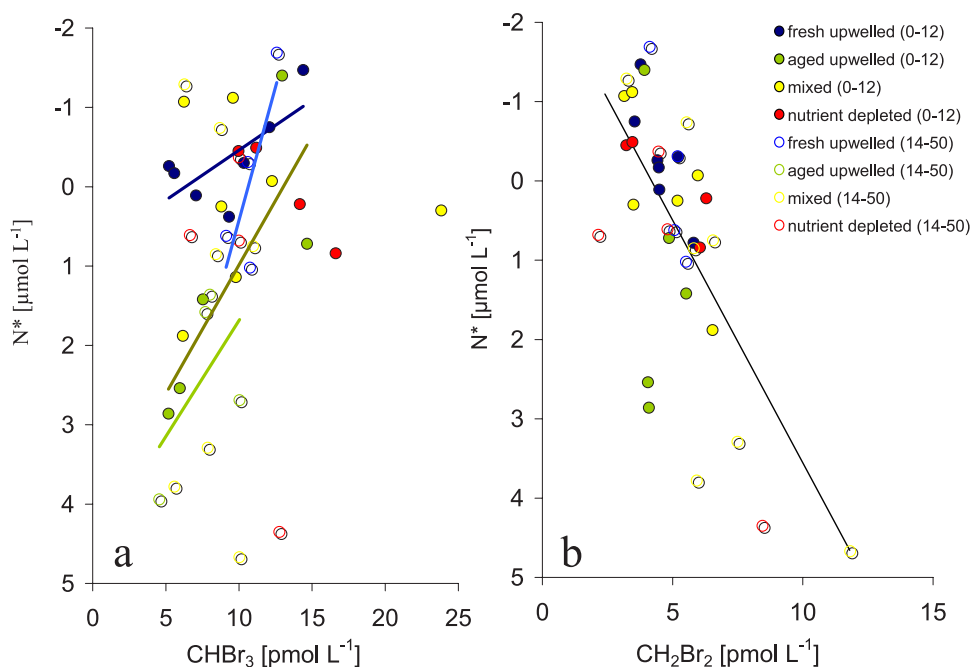 -2
-1
0
1
2
3
4
5
N* [µmol L-1]
a
0 5 10 15 20 25
CHBr3 [pmol L-1]
-2
-1
0
1
2
3
4
5
N* [µmol L-1]
b
0 5 10 15
CH2Br2 [pmol L-1]
fresh upwelled (0-12)
aged upwelled (0-12)
mixed (0-12)
nutrient depleted (0-12)
fresh upwelled (14-50)
aged upwelled (14-50)
mixed (14-50)
nutrient depleted (14-50)